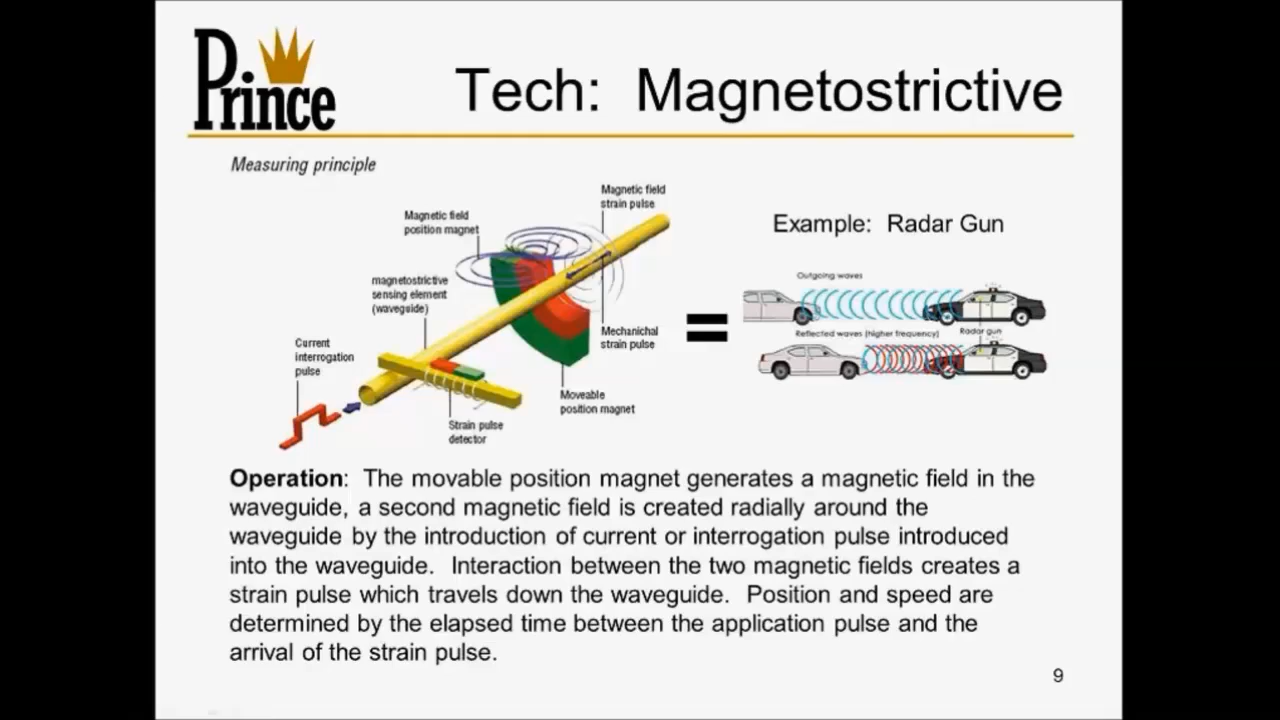 Prince
Tech: Magnetostrictive
Measuring principle
Magnetic field
strain pulse
Magnetic field
position magnet
Example: Radar Gun
magnetostrictive
sensing element
(waveguide)
Outgoing waves
Reflected waves (higher frequency)
Radar gun
=
Mechanichal
strain pulse
Current
interrogation
pulse
Moveable
position magnet
Strain pulse
detector
Operation: The movable position magnet generates a magnetic field in the
waveguide, a second magnetic field is created radially around the
waveguide by the introduction of current or interrogation pulse introduced
into the waveguide. Interaction between the two magnetic fields creates a
strain pulse which travels down the waveguide. Position and speed are
determined by the elapsed time between the application pulse and the
arrival of the strain pulse.
9